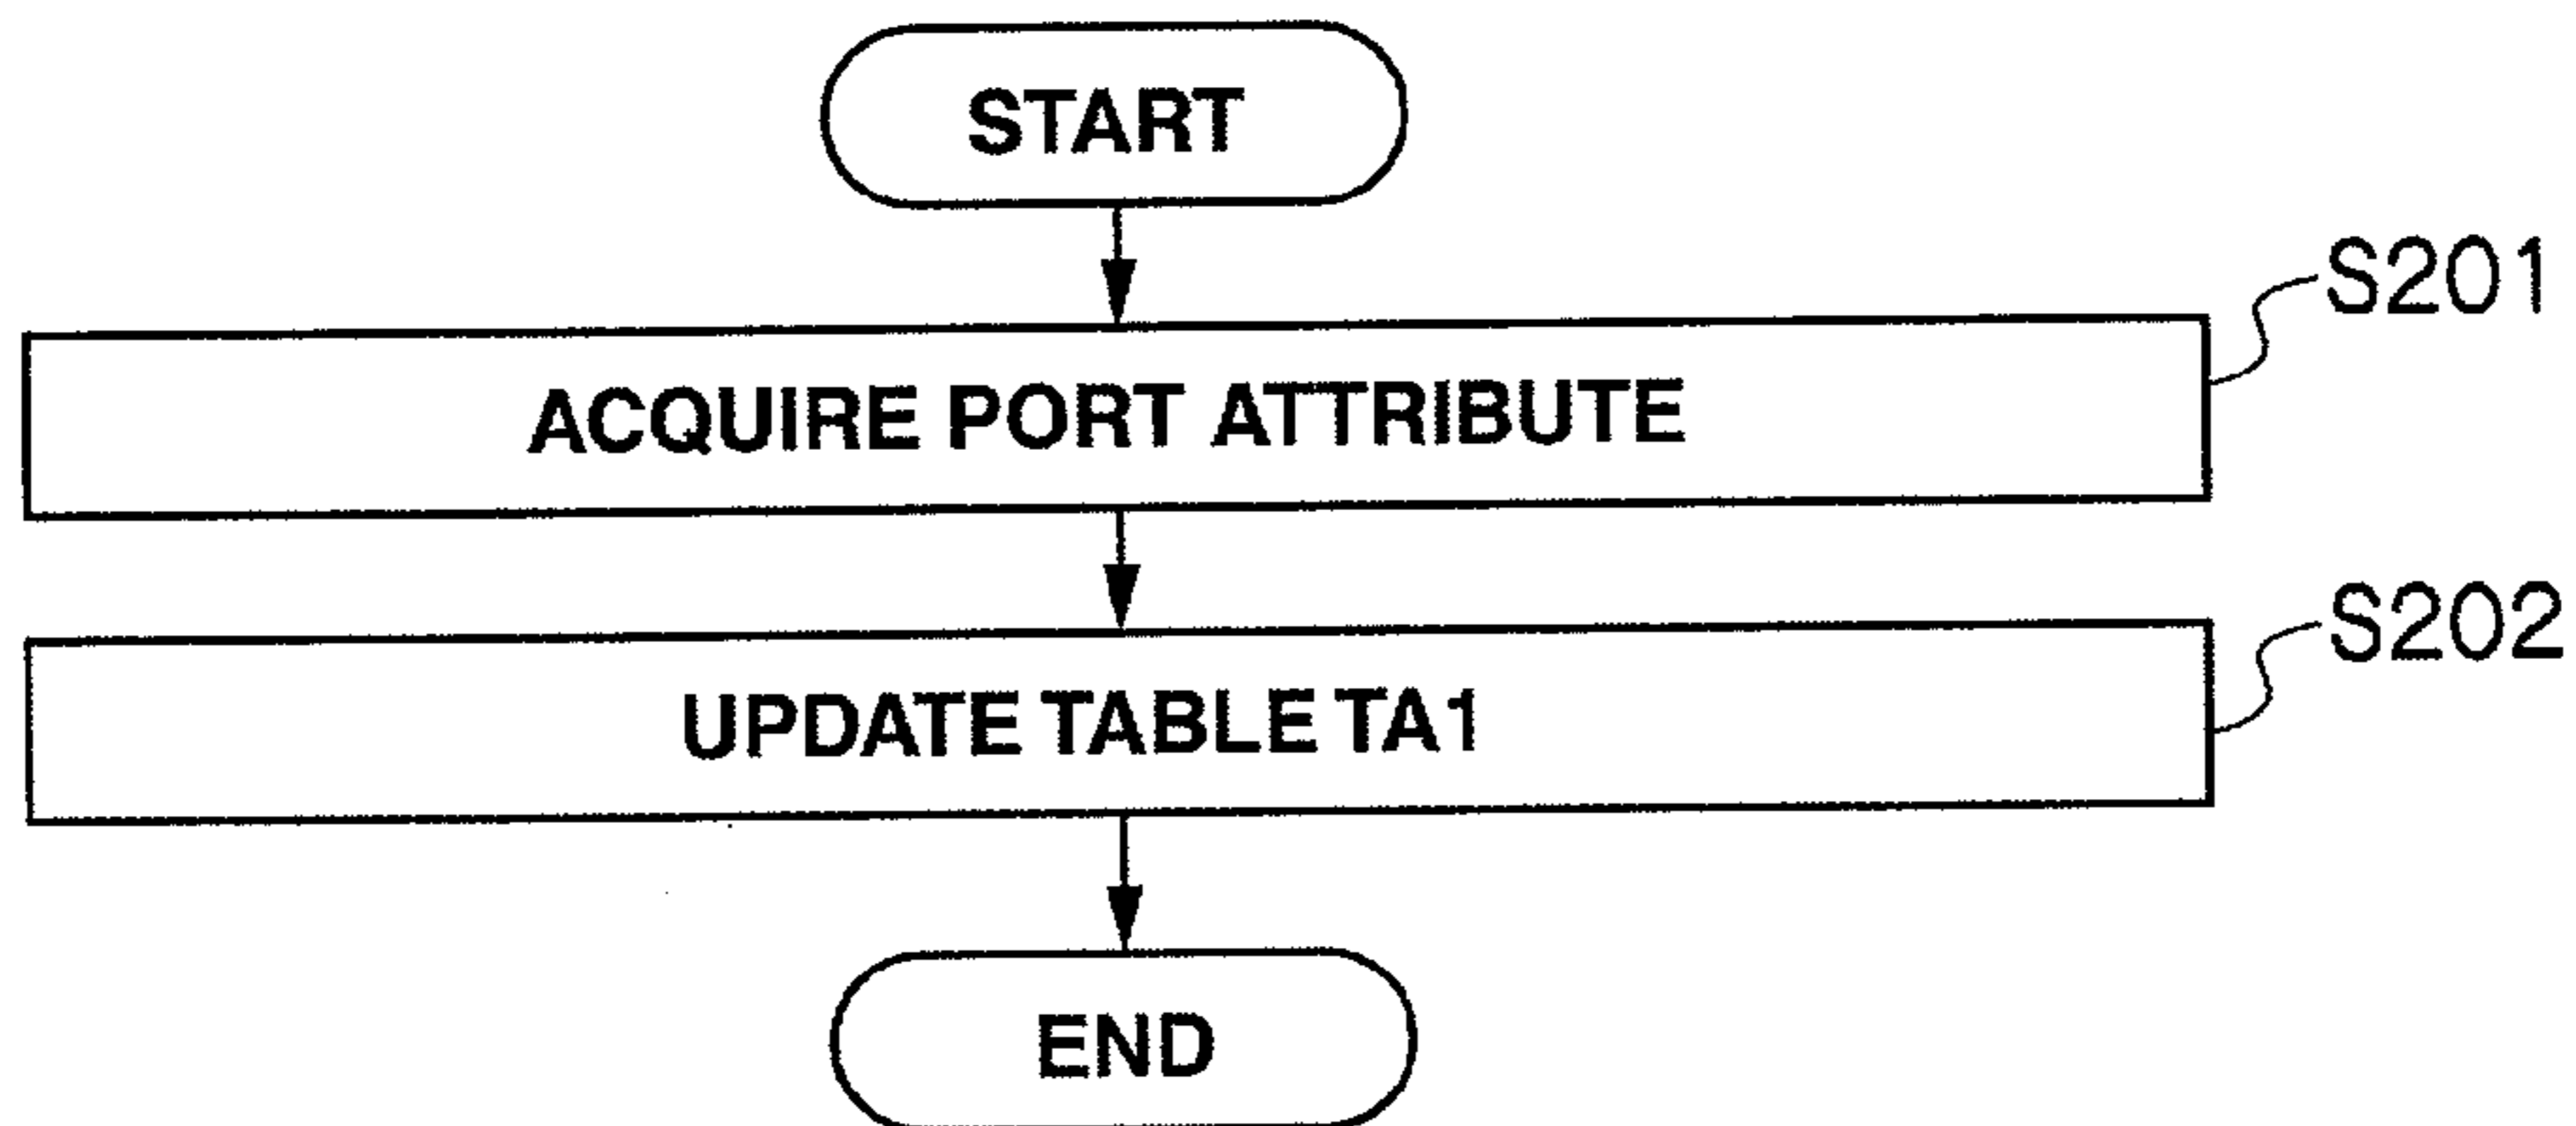 START
S201
ACQUIRE PORT ATTRIBUTE
S202
UPDATE TABLE TA1
END